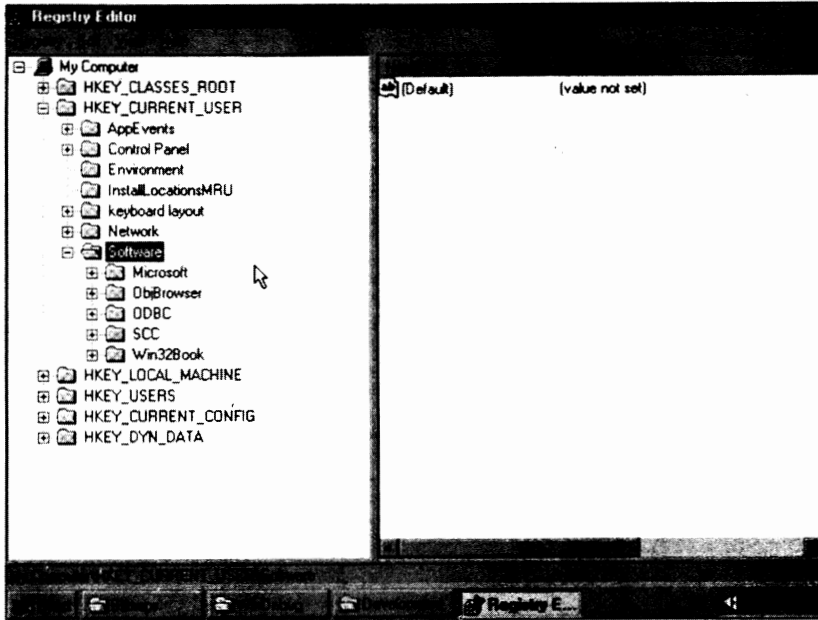 Registry Editor
My Computer
HKEY_CLASSES_ROOT
HKEY_CURRENT_USER
AppEvents
Control Panel
Environment
InstallLocationsMRU
keyboard layout
Network
Software
Microsoft
ObjBrowser
ODBC
SCC
Win32Book
HKEY_LOCAL_MACHINE
HKEY_USERS
HKEY_CURRENT_CONFIG
HKEY_DYN_DATA
ab (Default) (value not set)
Registry E...